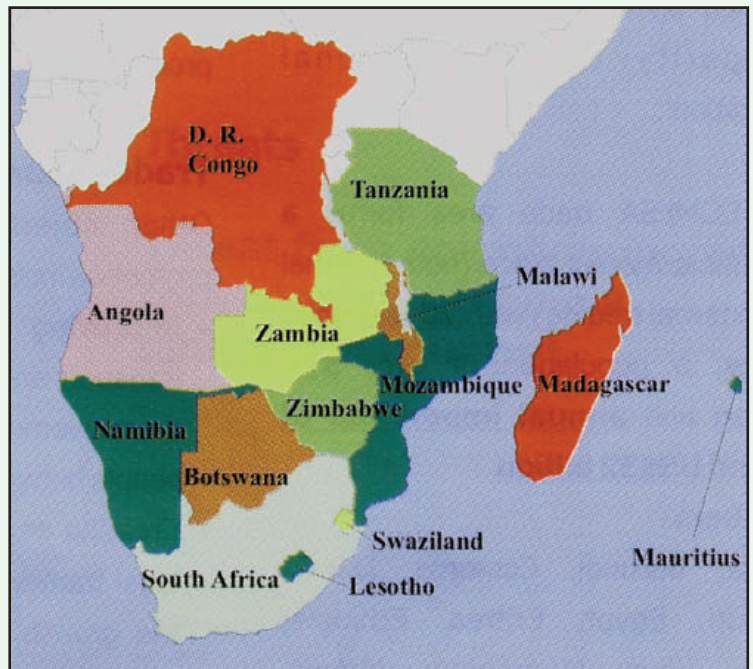 D. R.
Congo
Tanzania
Malawi
Angola
Zambia
Mozambique
Madagascar
Zimbabwe
Namibia
Botswana
Swaziland
Mauritius
South Africa
Lesotho